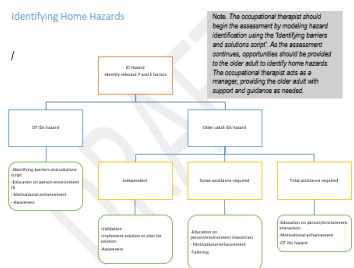 Identifying Home Hazards
Note. The occupational therapist should
begin the assessment by modeling hazard
identification using the 'Identifying barriers
and solutions script'. As the assessment
continues, opportunities should be provided
to the older adult to identify home hazards.
The occupational therapist acts as a
manager, providing the older adult with
support and guidance as needed.
/
ID Hazard
-Identify relevant P and E factors
OT IDs hazard
Older adult IDs hazard
-Identifying barriers and solutions
script
-Education on person-environment
fit
- Motivational enhancement
- Awareness
Independent
Some assistance required
Total assistance required
-Validation
-Implement solution or plan for
solution
-Awareness
-Education on
person/environment interaction
- Motivational enhancement
-Tailoring
-Education on person/environment
interaction
-Motivational enhancement
-OT IDs hazard
DRAFT